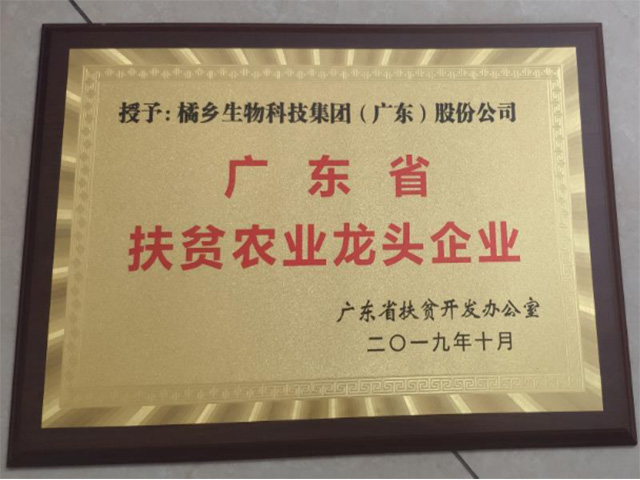 授予：橘乡生物科技集团（广东）股份公司
广东省
扶贫农业龙头企业
广东省扶贫开发办公室
二〇一九年十月